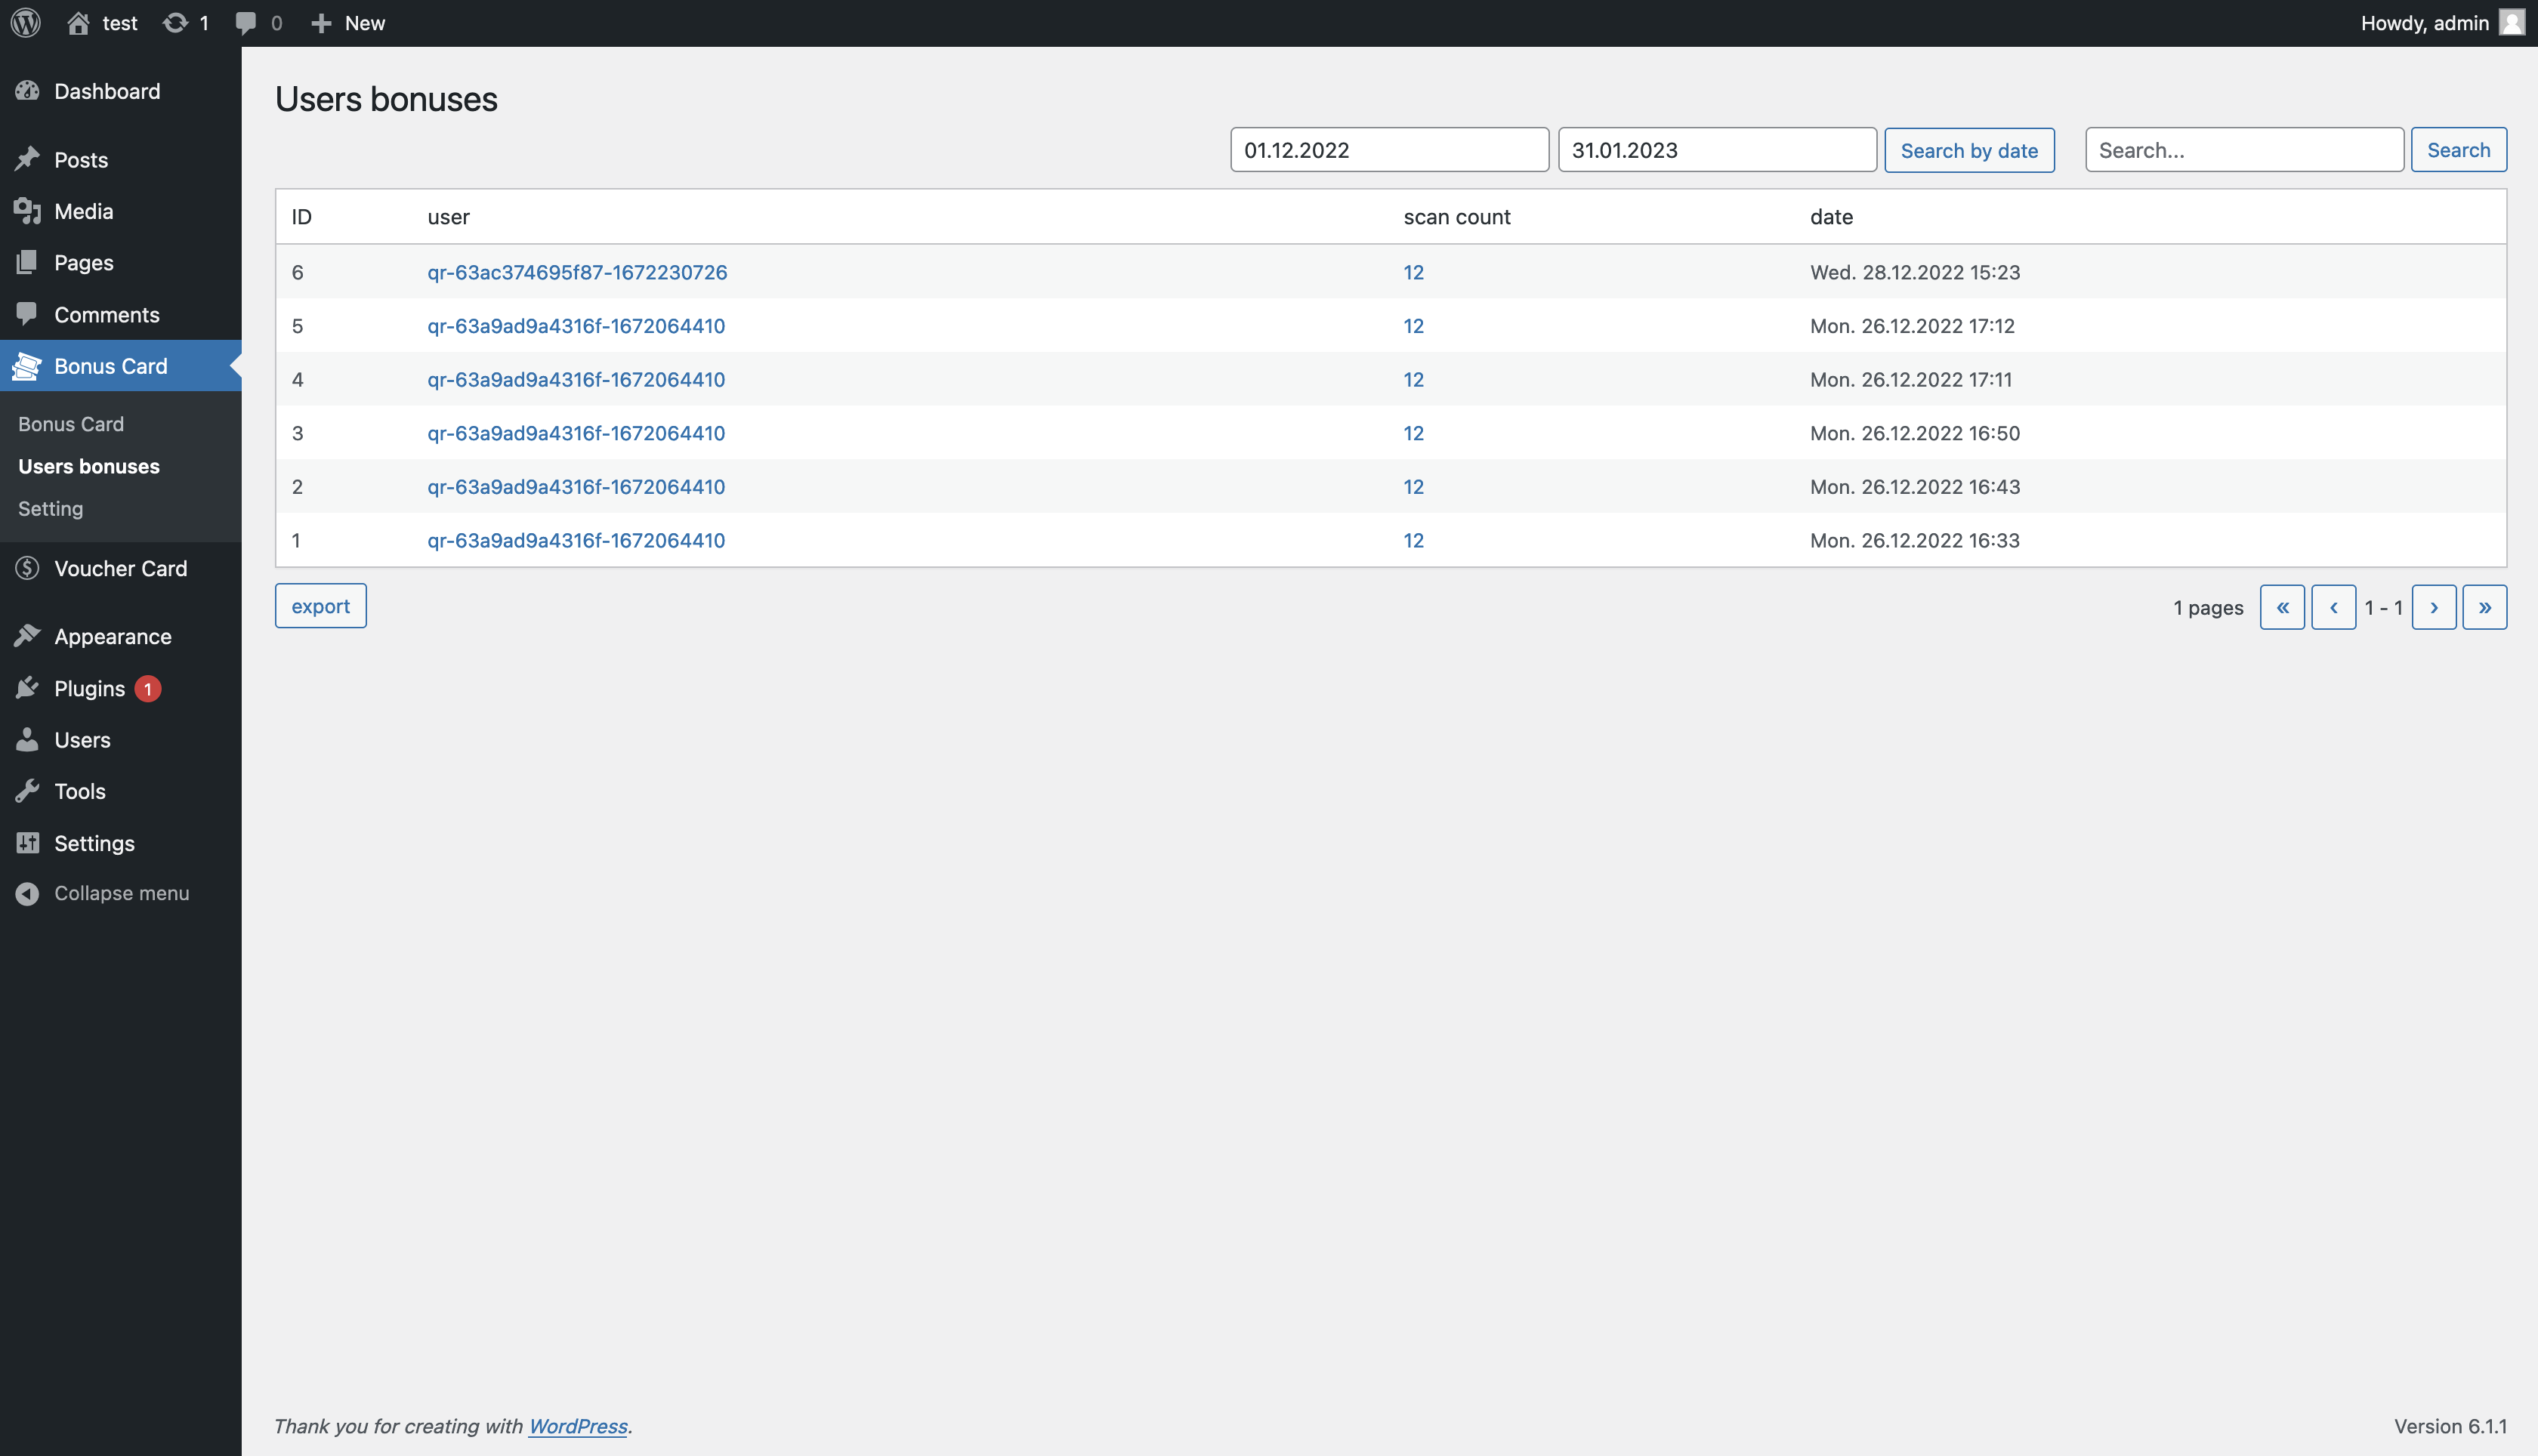 test 1 0 New Howdy, admin
Dashboard
Posts
Media
Pages
Comments
Bonus Card
Bonus Card
Users bonuses
Setting
Voucher Card
Appearance
Plugins 1
Users
Tools
Settings
Collapse menu
Users bonuses
01.12.2022 31.01.2023 Search by date Search... Search
ID user scan count date
6 qr-63ac374695f87-1672230726 12 Wed. 28.12.2022 15:23
5 qr-63a9ad9a4316f-1672064410 12 Mon. 26.12.2022 17:12
4 qr-63a9ad9a4316f-1672064410 12 Mon. 26.12.2022 17:11
3 qr-63a9ad9a4316f-1672064410 12 Mon. 26.12.2022 16:50
2 qr-63a9ad9a4316f-1672064410 12 Mon. 26.12.2022 16:43
1 qr-63a9ad9a4316f-1672064410 12 Mon. 26.12.2022 16:33
export 1 pages « ‹ 1 - 1 › »
Thank you for creating with WordPress. Version 6.1.1